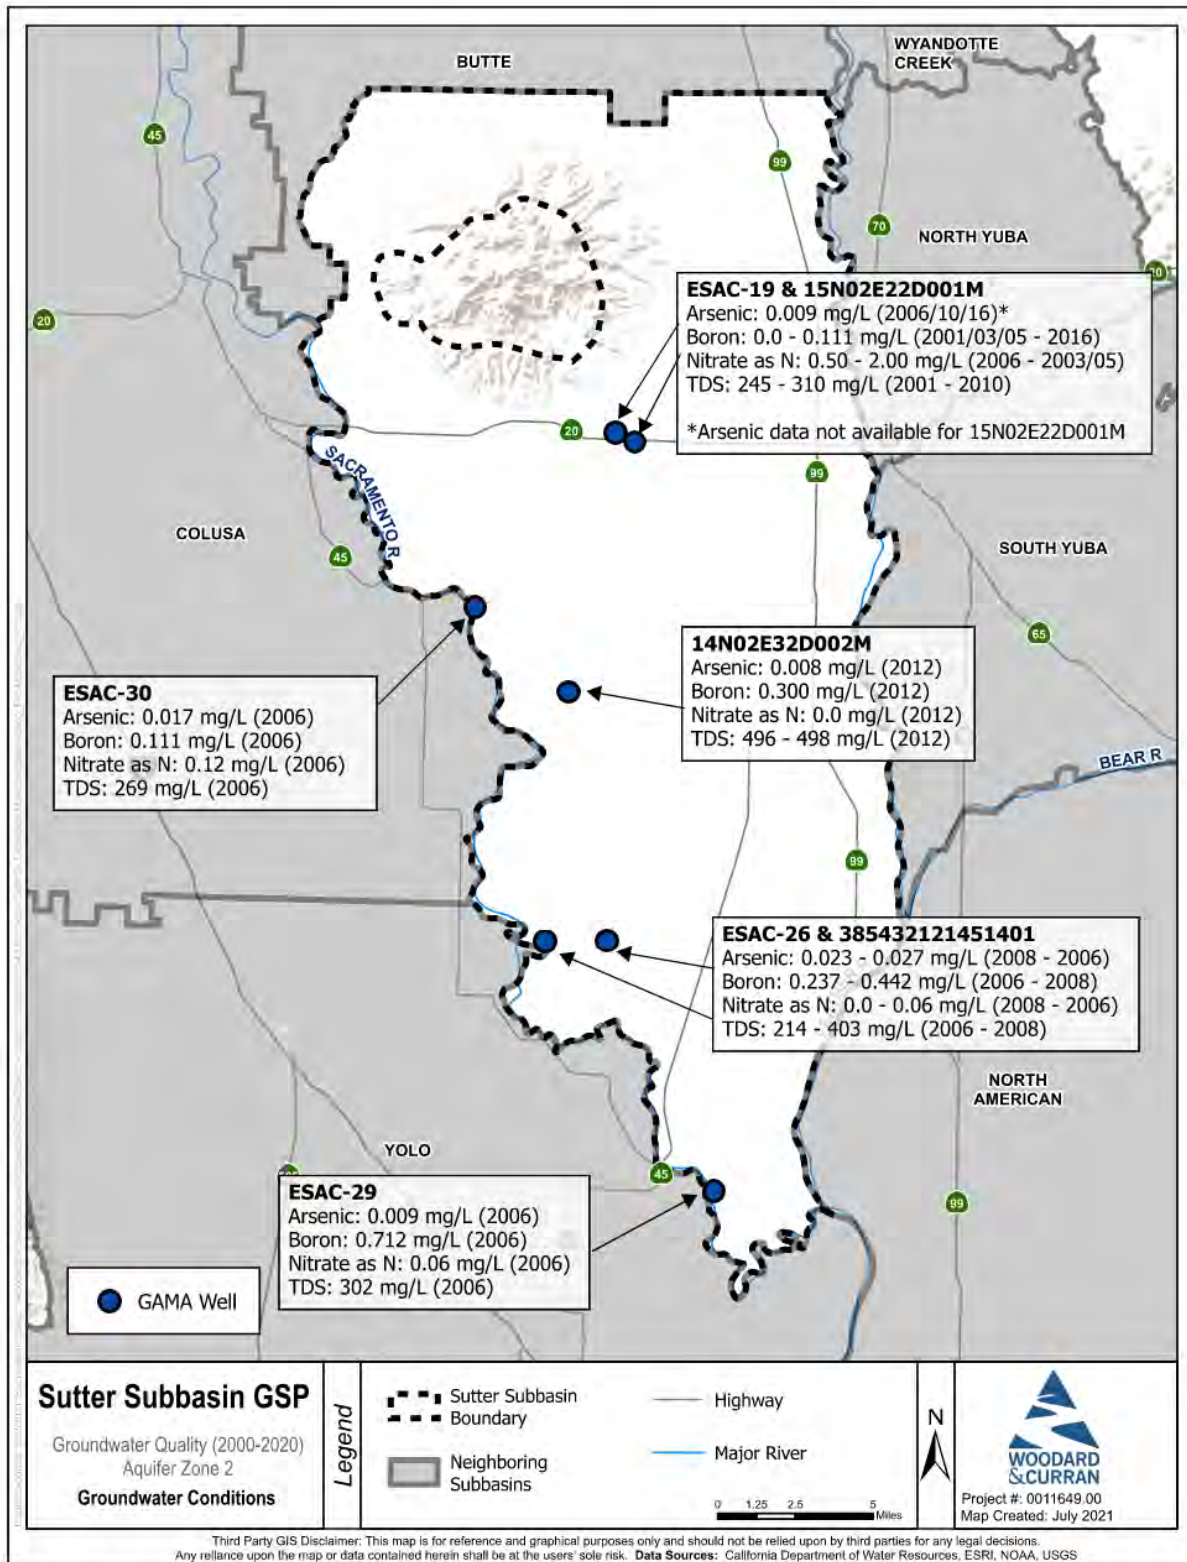 BUTTE
WYANDOTTE
CREEK
45
99
70
NORTH YUBA
20
20
ESAC-19 & 15N02E22D001M
Arsenic: 0.009 mg/L (2006/10/16)*
Boron: 0.0 - 0.111 mg/L (2001/03/05 - 2016)
Nitrate as N: 0.50 - 2.00 mg/L (2006 - 2003/05)
TDS: 245 - 310 mg/L (2001 - 2010)
*Arsenic data not available for 15N02E22D001M
20
99
SACRAMENTO R
COLUSA
45
SOUTH YUBA
65
14N02E32D002M
Arsenic: 0.008 mg/L (2012)
Boron: 0.300 mg/L (2012)
Nitrate as N: 0.0 mg/L (2012)
TDS: 496 - 498 mg/L (2012)
ESAC-30
Arsenic: 0.017 mg/L (2006)
Boron: 0.111 mg/L (2006)
Nitrate as N: 0.12 mg/L (2006)
TDS: 269 mg/L (2006)
BEAR R
99
ESAC-26 & 385432121451401
Arsenic: 0.023 - 0.027 mg/L (2008 - 2006)
Boron: 0.237 - 0.442 mg/L (2006 - 2008)
Nitrate as N: 0.0 - 0.06 mg/L (2008 - 2006)
TDS: 214 - 403 mg/L (2006 - 2008)
NORTH
AMERICAN
YOLO
45
99
ESAC-29
Arsenic: 0.009 mg/L (2006)
Boron: 0.712 mg/L (2006)
Nitrate as N: 0.06 mg/L (2006)
TDS: 302 mg/L (2006)
GAMA Well
Sutter Subbasin GSP
Groundwater Quality (2000-2020)
Aquifer Zone 2
Groundwater Conditions
Legend
Sutter Subbasin
Boundary
Neighboring
Subbasins
Highway
Major River
0 1.25 2.5 5
Miles
N
WOODARD
&CURRAN
Project #: 0011649.00
Map Created: July 2021
Third Party GIS Disclaimer: This map is for reference and graphical purposes only and should not be relied upon by third parties for any legal decisions.
Any reliance upon the map or data contained herein shall be at the users' sole risk. Data Sources: California Department of Water Resources, ESRI, NOAA, USGS